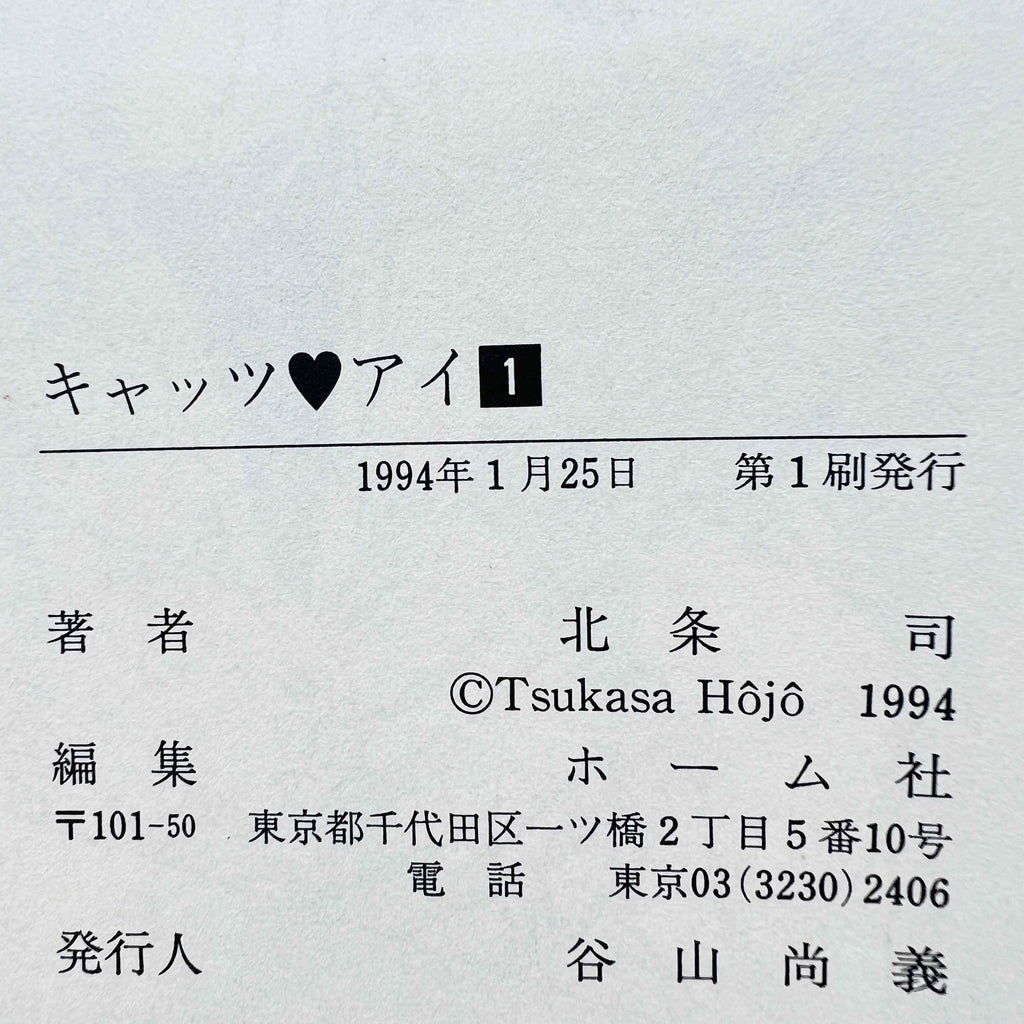 キャッツ♥アイ1
1994年1月25日 第1刷発行
著者 北条司
©Tsukasa Hôjô 1994
編集 ホーム社
〒101-50 東京都千代田区一ツ橋2丁目5番10号
電話 東京03(3230)2406
発行人 谷山尚義